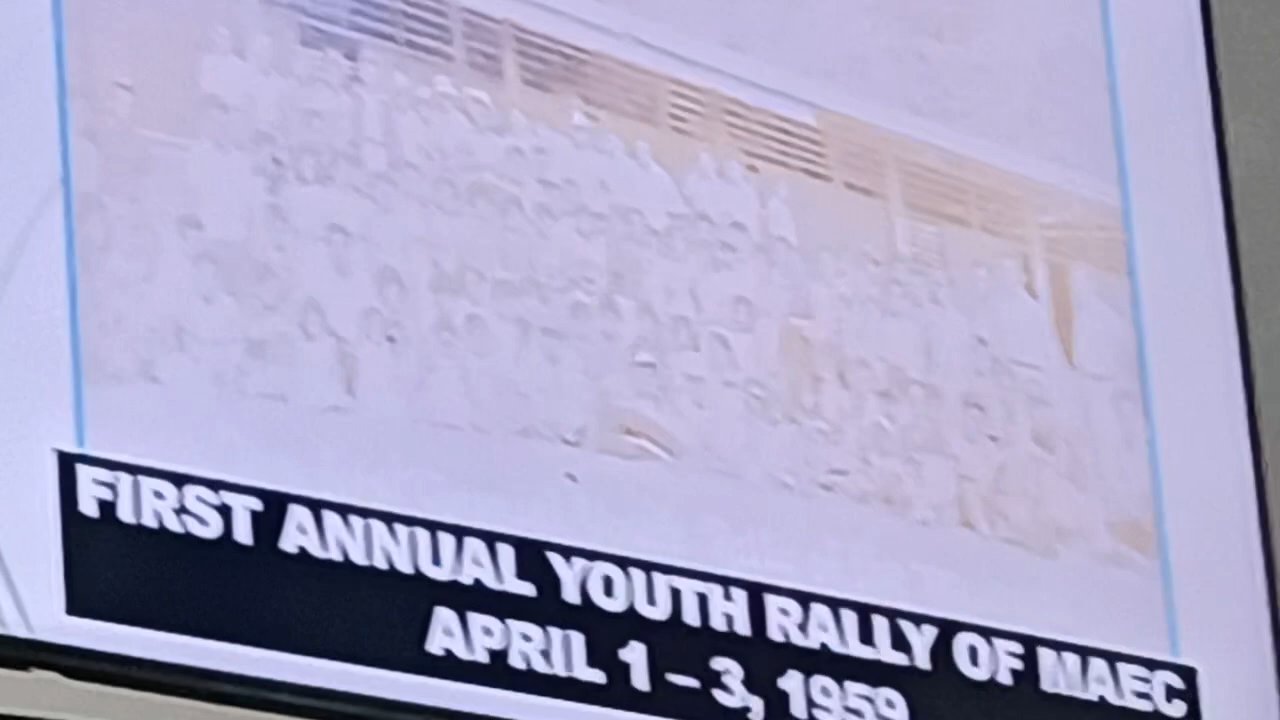 FIRST ANNUAL YOUTH RALLY OF MAEC
APRIL 1 – 3, 1959